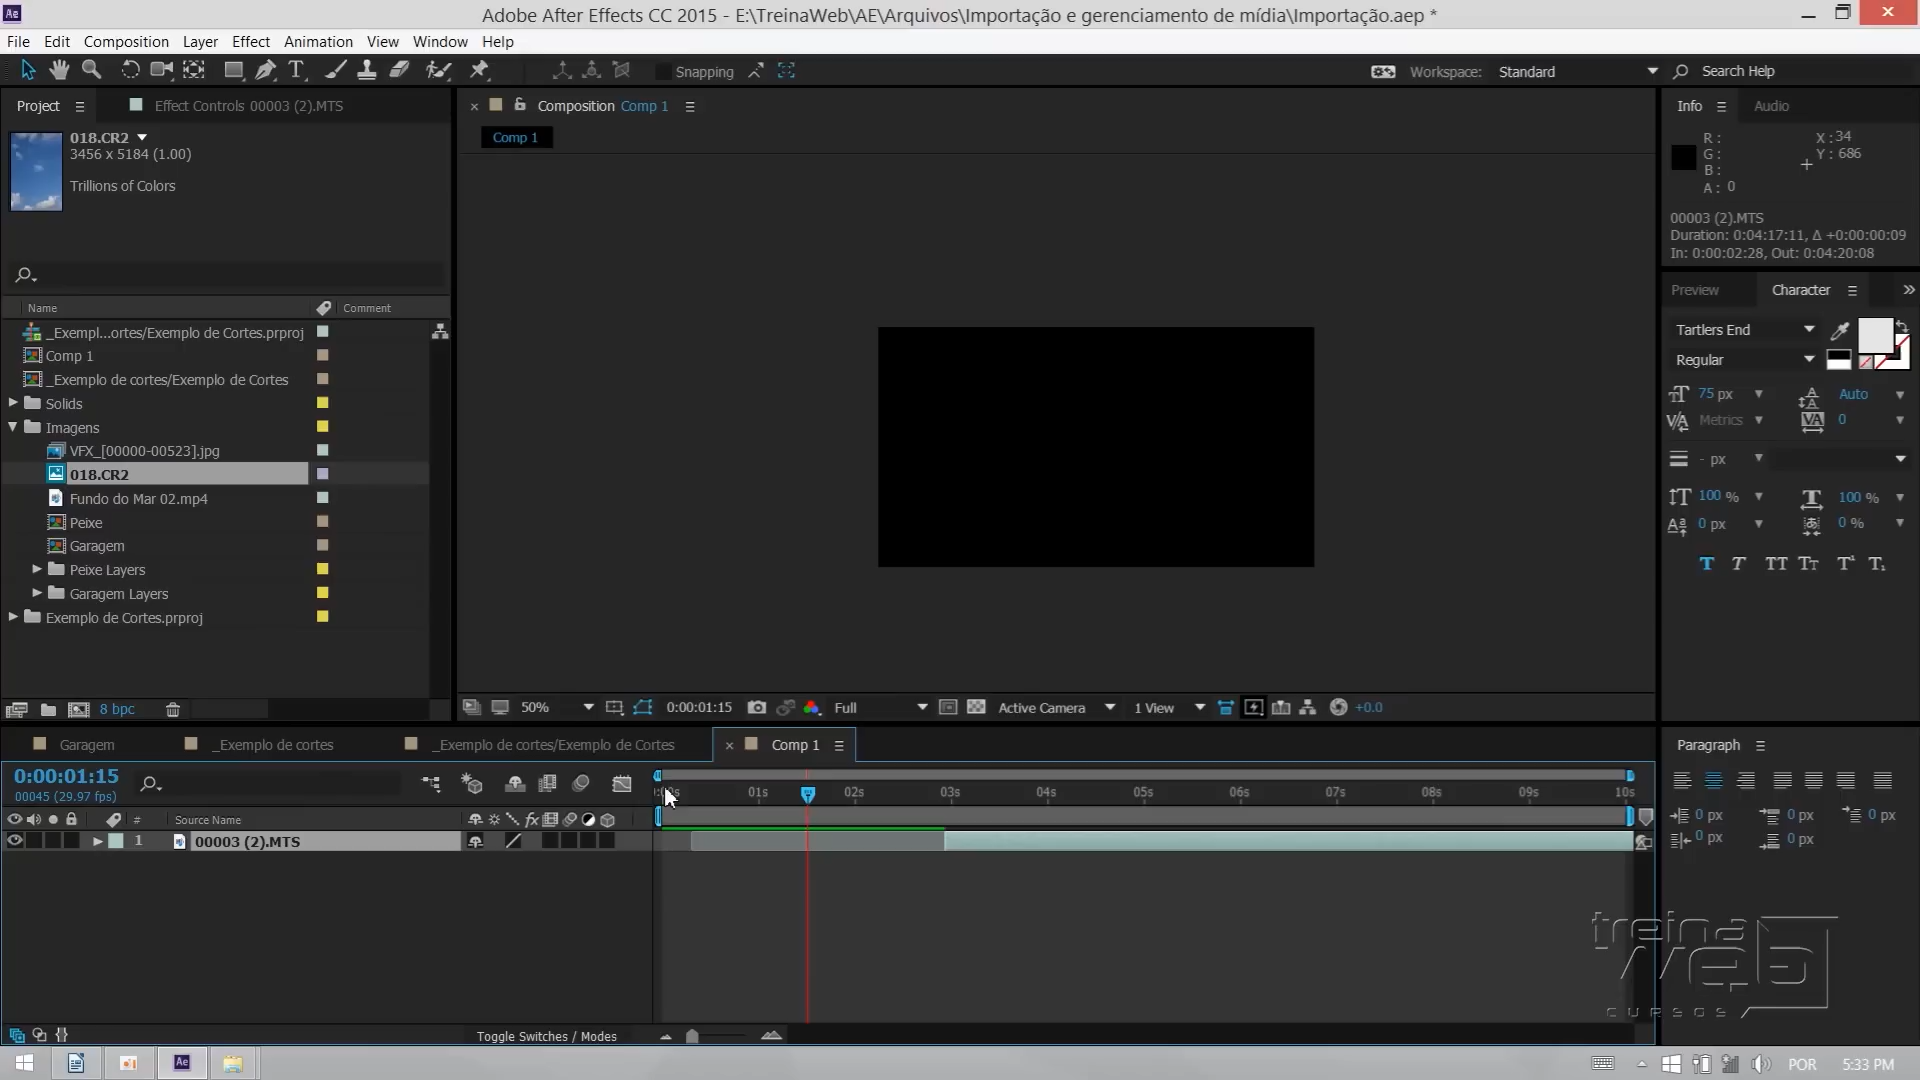 Adobe After Effects CC 2015 - E:\TreinaWeb\AE\Arquivos\Importação e gerenciamento de mídia\Importação.aep *
File Edit Composition Layer Effect Animation View Window Help
Snapping
Workspace: Standard
Search Help
Project
Effect Controls 00003 (2).MTS
018.CR2
3456 x 5184 (1.00)
Trillions of Colors
Name Comment
_Exempl...ortes/Exemplo de Cortes.prproj
Comp 1
_Exemplo de cortes/Exemplo de Cortes
Solids
Imagens
VFX_[00000-00523].jpg
018.CR2
Fundo do Mar 02.mp4
Peixe
Garagem
Peixe Layers
Garagem Layers
Exemplo de Cortes.prproj
8 bpc
Composition Comp 1
Comp 1
50%
0:00:01:15
Full
Active Camera
1 View
+0.0
Info Audio
R :
G :
B :
A : 0
X : 34
Y : 686
00003 (2).MTS
Duration: 0:04:17:11, Δ +0:00:00:09
In: 0:00:02:28, Out: 0:04:20:08
Preview Character
Tartlers End
Regular
75 px Auto
Metrics 0
- px
100 % 100 %
0 px 0 %
Garagem
_Exemplo de cortes
_Exemplo de cortes/Exemplo de Cortes
Comp 1
0:00:01:15
00045 (29.97 fps)
01s 02s 03s 04s 05s 06s 07s 08s 09s 10s
# Source Name
1 00003 (2).MTS
Toggle Switches / Modes
Paragraph
0 px 0 px 0 px
0 px 0 px
treina
web
cursos
POR 5:33 PM